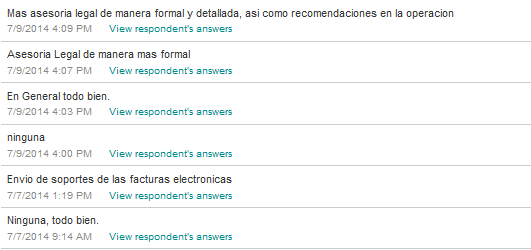 Mas asesoria legal de manera formal y detallada, asi como recomendaciones en la operacion
7/9/2014 4:09 PM View respondent's answers
Asesoria Legal de manera mas formal
7/9/2014 4:07 PM View respondent's answers
En General todo bien.
7/9/2014 4:03 PM View respondent's answers
ninguna
7/9/2014 4:00 PM View respondent's answers
Envio de soportes de las facturas electronicas
7/7/2014 1:19 PM View respondent's answers
Ninguna, todo bien.
7/7/2014 9:14 AM View respondent's answers